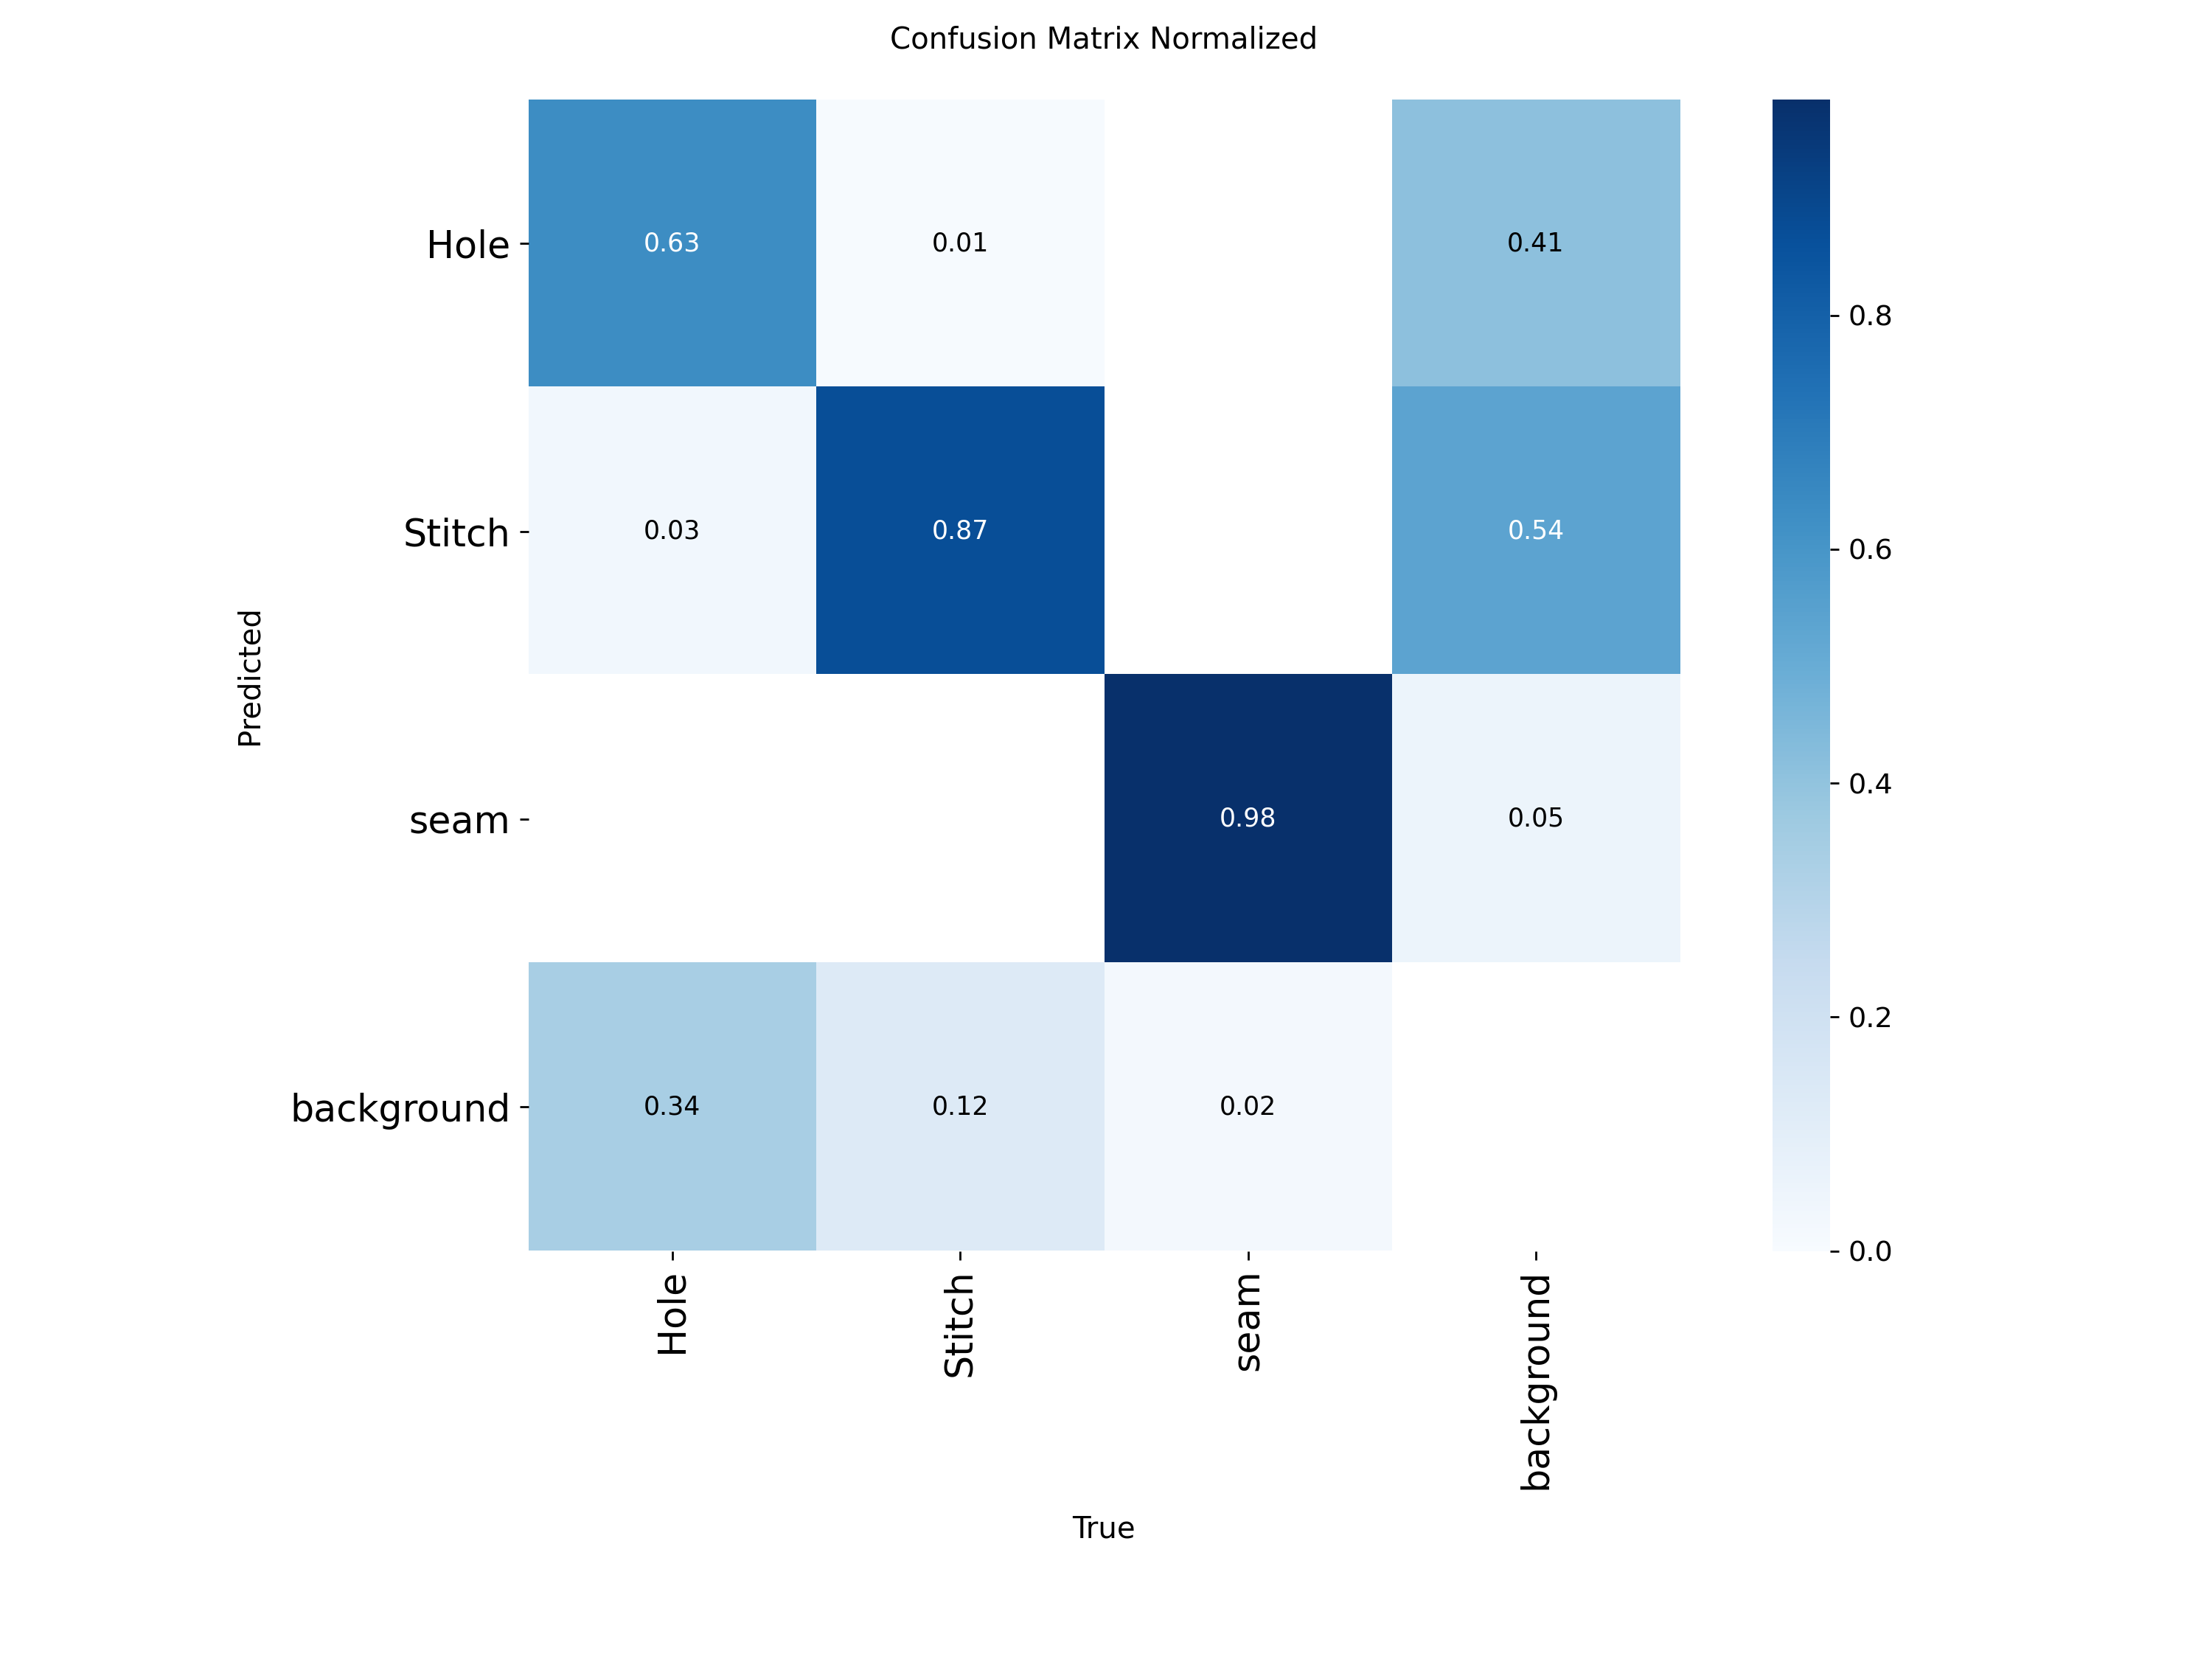 Confusion Matrix Normalized
Hole 0.63 0.01 0.41
Stitch 0.03 0.87 0.54
seam 0.98 0.05
background 0.34 0.12 0.02
Predicted
Hole Stitch seam background
True
0.8
0.6
0.4
0.2
0.0